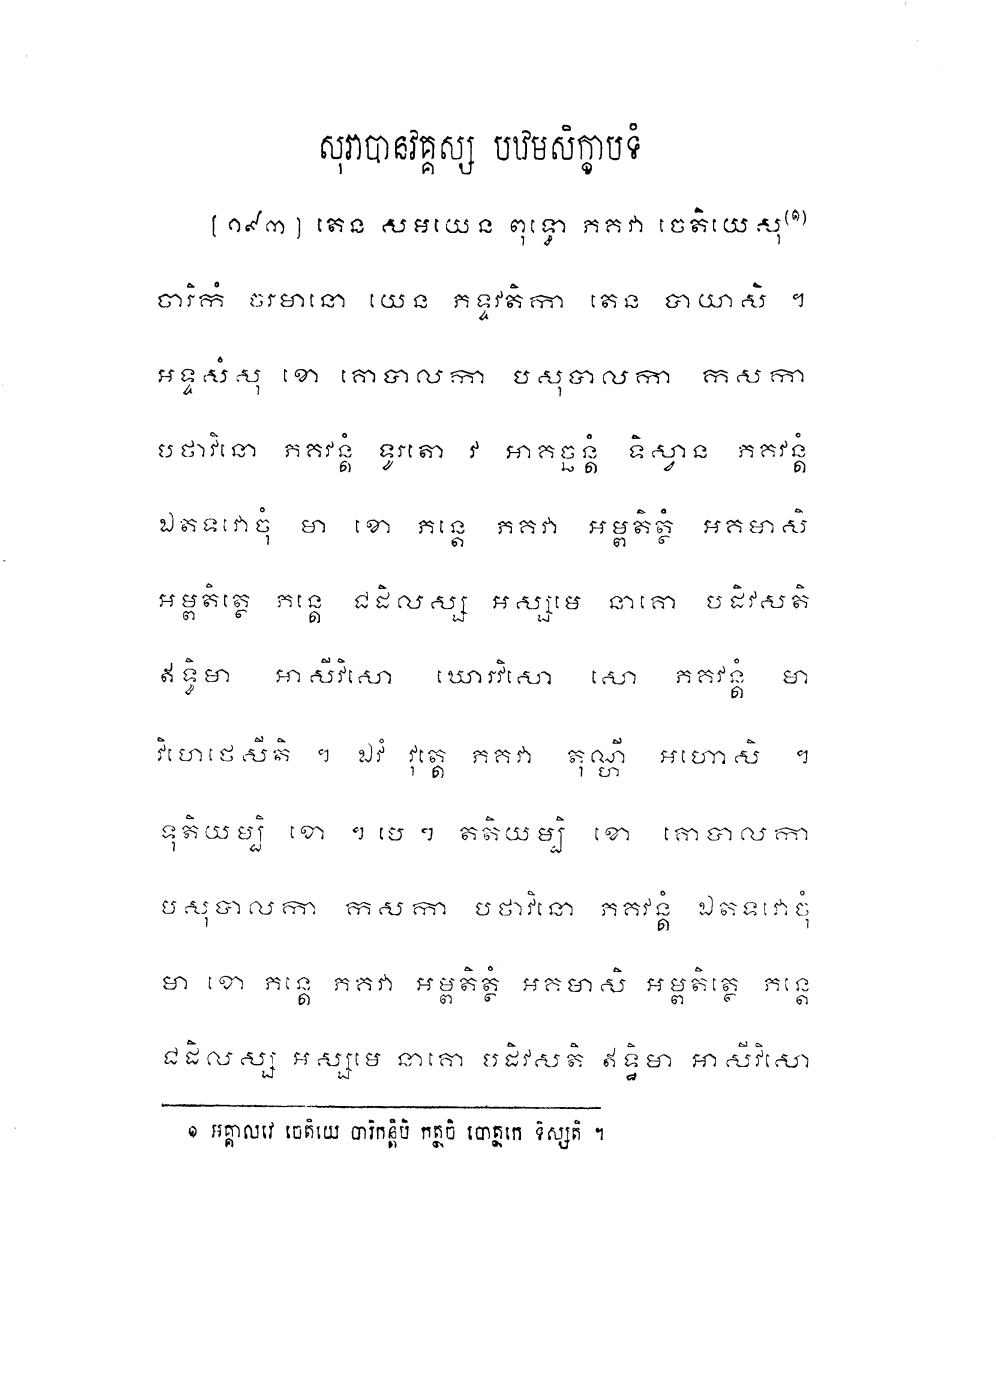 សុរាបានវគ្គស្ស បឋមសិក្ខាបទំ
[១៩៣] តេន សមយេន ពុទ្ធោ ភគវា ចេតិយេសុ(១)
ចារិកំ ចរមានោ យេន ភទ្ទវតិកា តេន បាយាសិ ។
អទ្ទសំសុ ខោ គោបាលកា បសុបាលកា កសកា
បថាវិនោ ភគវន្តំ ទូរតោ វ អាគច្ឆន្តំ ទិស្វាន ភគវន្តំ
ឯតទវោចុំ មា ខោ ភន្តេ ភគវា អម្ពតិត្ថំ អគមាសិ
អម្ពតិត្ថេ ភន្តេ ជដិលស្ស អស្សមេ នាគោ បដិវសតិ
ឥទ្ធិមា អាសីវិសោ ឃោរវិសោ សោ ភគវន្តំ មា
វិហេថេសីតិ ។ ឯវំ វុត្តេ ភគវា តុណ្ហី អហោសិ ។
ទុតិយម្បិ ខោ ។ បេ ។ តតិយម្បិ ខោ គោបាលកា
បសុបាលកា កសកា បថាវិនោ ភគវន្តំ ឯតទវោចុំ
មា ខោ ភន្តេ ភគវា អម្ពតិត្ថំ អគមាសិ អម្ពតិត្ថេ ភន្តេ
ជដិលស្ស អស្សមេ នាគោ បដិវសតិ ឥទ្ធិមា អាសីវិសោ
១ អគ្គាលវេ ចេតិយេ ចារិកន្តិបិ កត្ថចិ បោត្ថកេ ទិស្សតិ ។